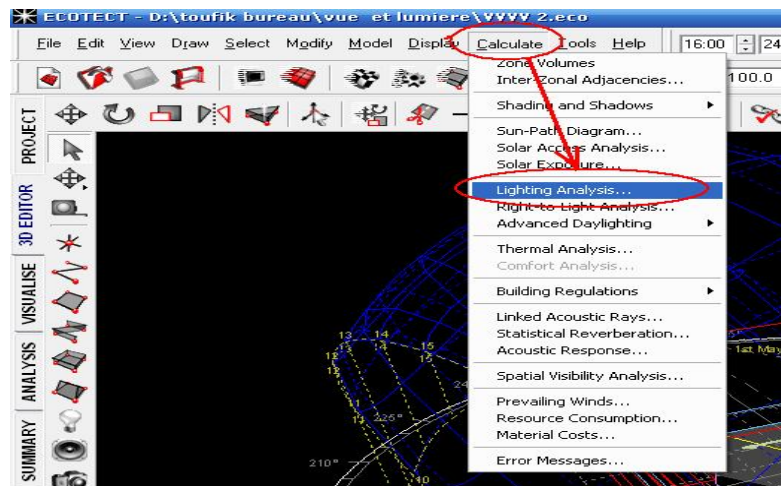 ECOTECT - D:\toufik bureau\vue et lumiere\VVVV 2.eco
File Edit View Draw Select Modify Model Display Calculate Tools Help 16:00 24
100.0
Zone Volumes
Inter-Zonal Adjacencies...
Shading and Shadows
Sun-Path Diagram...
Solar Access Analysis...
Solar Exposure...
Lighting Analysis...
Right-to-Light Analysis...
Advanced Daylighting
Thermal Analysis...
Comfort Analysis...
Building Regulations
Linked Acoustic Rays...
Statistical Reverberation...
Acoustic Response...
Spatial Visibility Analysis...
Prevailing Winds...
Resource Consumption...
Material Costs...
Error Messages...
PROJECT
3D EDITOR
VISUALISE
ANALYSIS
SUMMARY
13 14
14 15
15
225°
210°
10
1st May